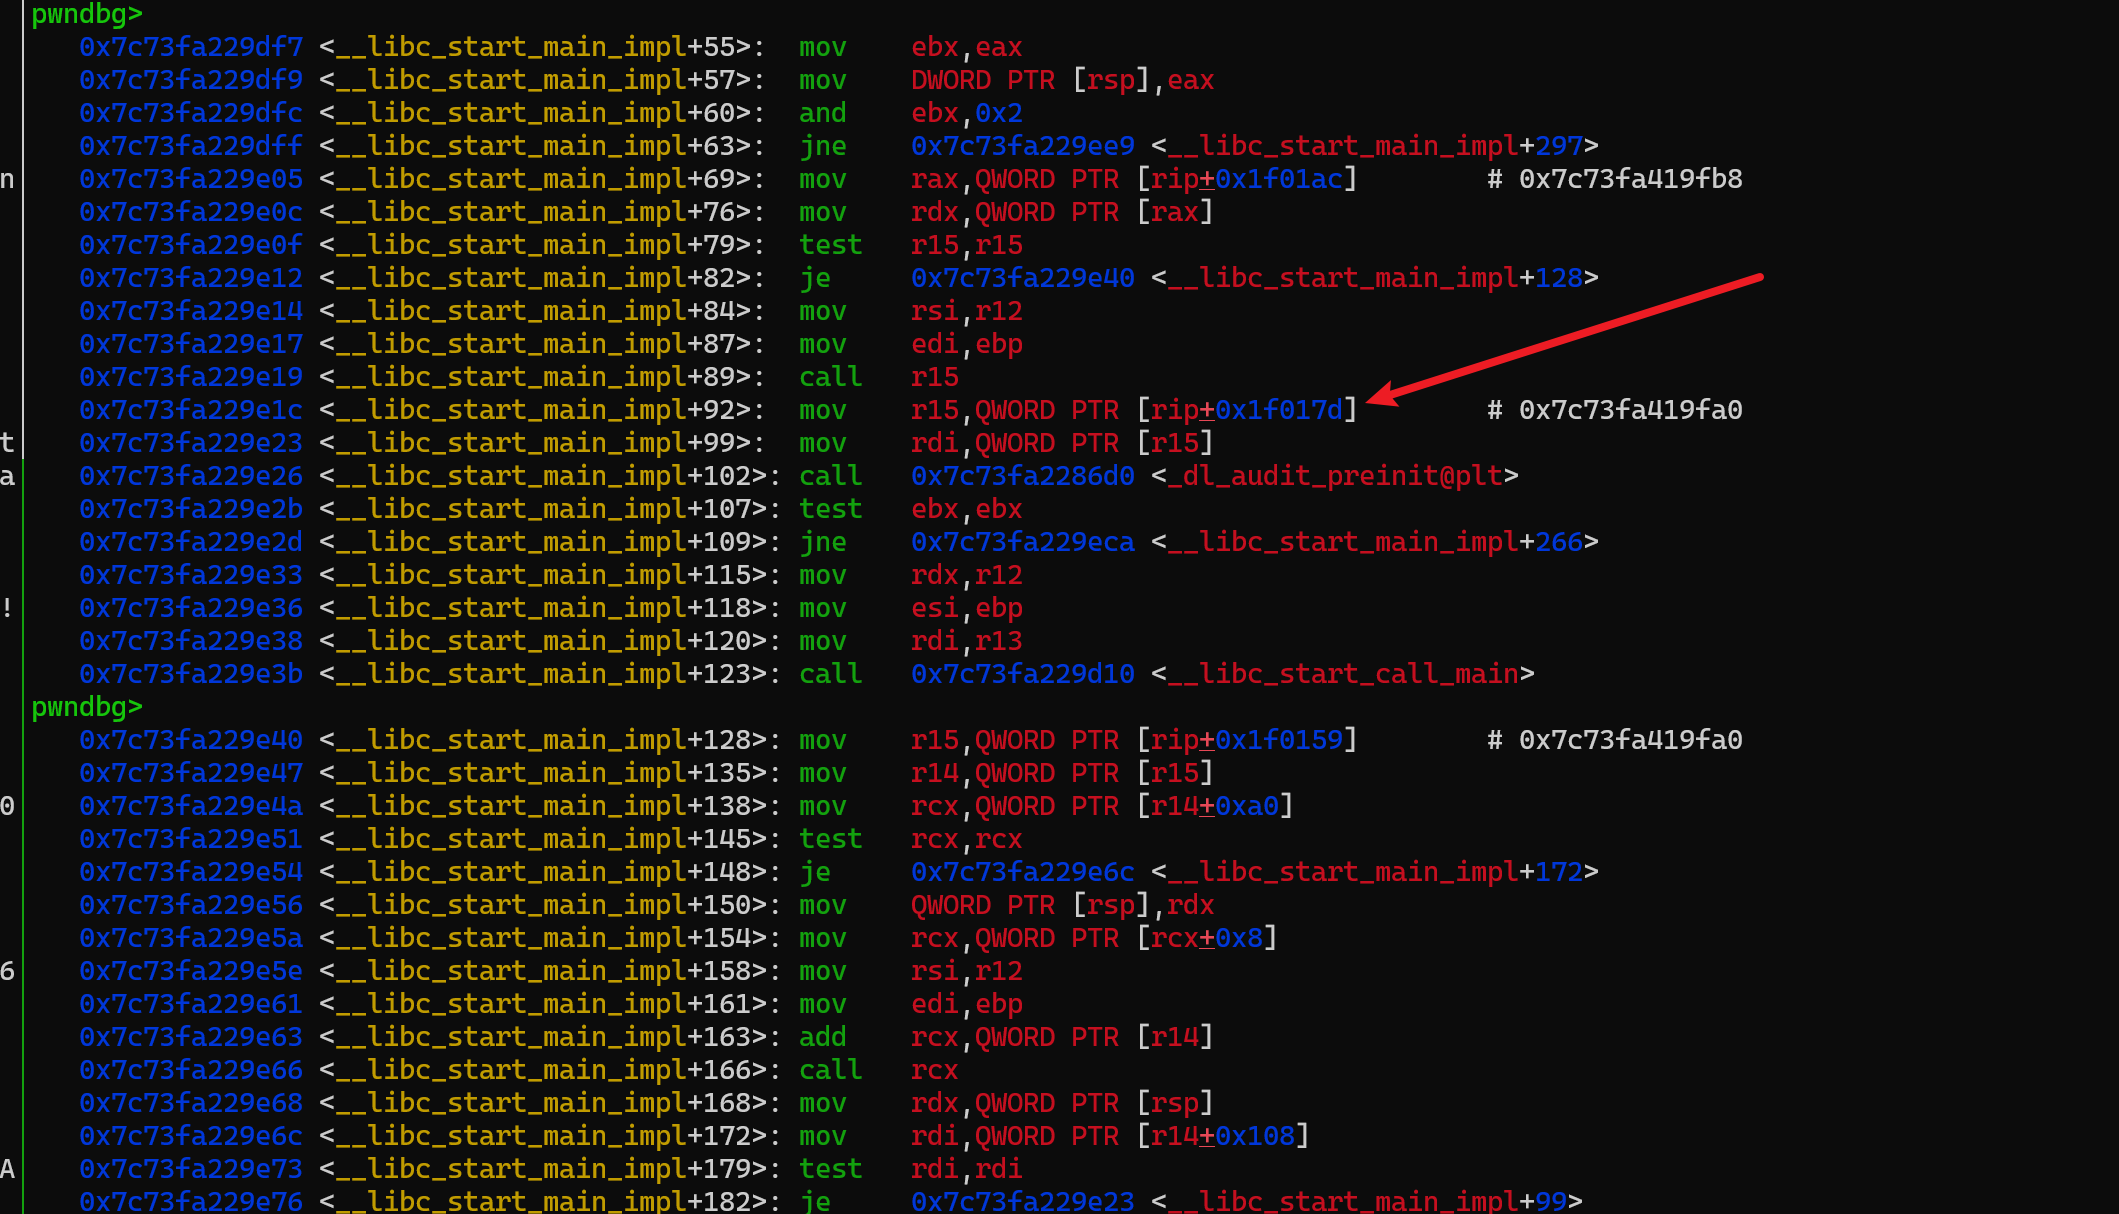 pwndbg>
0x7c73fa229df7 <__libc_start_main_impl+55>: mov ebx,eax
0x7c73fa229df9 <__libc_start_main_impl+57>: mov DWORD PTR [rsp],eax
0x7c73fa229dfc <__libc_start_main_impl+60>: and ebx,0x2
0x7c73fa229dff <__libc_start_main_impl+63>: jne 0x7c73fa229ee9 <__libc_start_main_impl+297>
n 0x7c73fa229e05 <__libc_start_main_impl+69>: mov rax,QWORD PTR [rip+0x1f01ac] # 0x7c73fa419fb8
0x7c73fa229e0c <__libc_start_main_impl+76>: mov rdx,QWORD PTR [rax]
0x7c73fa229e0f <__libc_start_main_impl+79>: test r15,r15
0x7c73fa229e12 <__libc_start_main_impl+82>: je 0x7c73fa229e40 <__libc_start_main_impl+128>
0x7c73fa229e14 <__libc_start_main_impl+84>: mov rsi,r12
0x7c73fa229e17 <__libc_start_main_impl+87>: mov edi,ebp
0x7c73fa229e19 <__libc_start_main_impl+89>: call r15
0x7c73fa229e1c <__libc_start_main_impl+92>: mov r15,QWORD PTR [rip+0x1f017d] # 0x7c73fa419fa0
t 0x7c73fa229e23 <__libc_start_main_impl+99>: mov rdi,QWORD PTR [r15]
a 0x7c73fa229e26 <__libc_start_main_impl+102>: call 0x7c73fa2286d0 <_dl_audit_preinit@plt>
0x7c73fa229e2b <__libc_start_main_impl+107>: test ebx,ebx
0x7c73fa229e2d <__libc_start_main_impl+109>: jne 0x7c73fa229eca <__libc_start_main_impl+266>
0x7c73fa229e33 <__libc_start_main_impl+115>: mov rdx,r12
! 0x7c73fa229e36 <__libc_start_main_impl+118>: mov esi,ebp
0x7c73fa229e38 <__libc_start_main_impl+120>: mov rdi,r13
0x7c73fa229e3b <__libc_start_main_impl+123>: call 0x7c73fa229d10 <__libc_start_call_main>
pwndbg>
0x7c73fa229e40 <__libc_start_main_impl+128>: mov r15,QWORD PTR [rip+0x1f0159] # 0x7c73fa419fa0
0x7c73fa229e47 <__libc_start_main_impl+135>: mov r14,QWORD PTR [r15]
0 0x7c73fa229e4a <__libc_start_main_impl+138>: mov rcx,QWORD PTR [r14+0xa0]
0x7c73fa229e51 <__libc_start_main_impl+145>: test rcx,rcx
0x7c73fa229e54 <__libc_start_main_impl+148>: je 0x7c73fa229e6c <__libc_start_main_impl+172>
0x7c73fa229e56 <__libc_start_main_impl+150>: mov QWORD PTR [rsp],rdx
0x7c73fa229e5a <__libc_start_main_impl+154>: mov rcx,QWORD PTR [rcx+0x8]
6 0x7c73fa229e5e <__libc_start_main_impl+158>: mov rsi,r12
0x7c73fa229e61 <__libc_start_main_impl+161>: mov edi,ebp
0x7c73fa229e63 <__libc_start_main_impl+163>: add rcx,QWORD PTR [r14]
0x7c73fa229e66 <__libc_start_main_impl+166>: call rcx
0x7c73fa229e68 <__libc_start_main_impl+168>: mov rdx,QWORD PTR [rsp]
0x7c73fa229e6c <__libc_start_main_impl+172>: mov rdi,QWORD PTR [r14+0x108]
A 0x7c73fa229e73 <__libc_start_main_impl+179>: test rdi,rdi
0x7c73fa229e76 <__libc_start_main_impl+182>: je 0x7c73fa229e23 <__libc_start_main_impl+99>